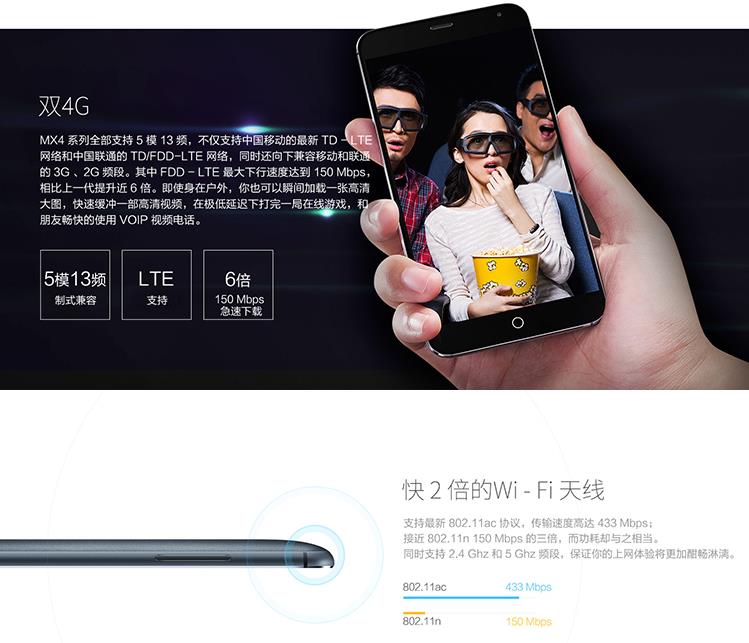 双4G
MX4 系列全部支持 5 模 13 频，不仅支持中国移动的最新 TD - LTE
网络和中国联通的 TD/FDD-LTE 网络，同时还向下兼容移动和联通
的 3G 、2G 频段。其中 FDD - LTE 最大下行速度达到 150 Mbps，
相比上一代提升近 6 倍。即使身在户外，你也可以瞬间加载一张高清
大图，快速缓冲一部高清视频，在极低延迟下打完一局在线游戏，和
朋友畅快的使用 VOIP 视频电话。
5模13频
制式兼容
LTE
支持
6倍
150 Mbps
急速下载
快 2 倍的Wi - Fi 天线
支持最新 802.11ac 协议，传输速度高达 433 Mbps；
接近 802.11n 150 Mbps 的三倍，而功耗却与之相当。
同时支持 2.4 Ghz 和 5 Ghz 频段，保证你的上网体验将更加酣畅淋漓。
802.11ac 433 Mbps
802.11n 150 Mbps